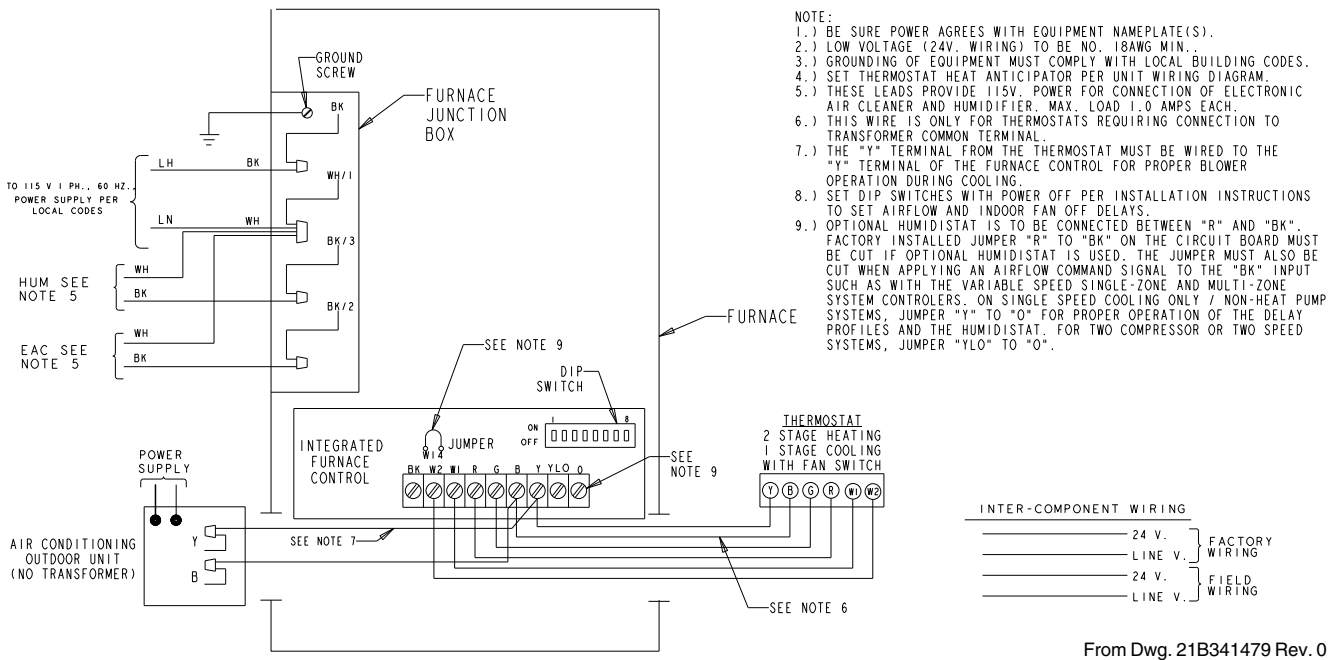 NOTE:
1.) BE SURE POWER AGREES WITH EQUIPMENT NAMEPLATE(S).
2.) LOW VOLTAGE (24V. WIRING) TO BE NO. 18AWG MIN..
3.) GROUNDING OF EQUIPMENT MUST COMPLY WITH LOCAL BUILDING CODES.
4.) SET THERMOSTAT HEAT ANTICIPATOR PER UNIT WIRING DIAGRAM.
5.) THESE LEADS PROVIDE 115V. POWER FOR CONNECTION OF ELECTRONIC
AIR CLEANER AND HUMIDIFIER. MAX. LOAD 1.0 AMPS EACH.
6.) THIS WIRE IS ONLY FOR THERMOSTATS REQUIRING CONNECTION TO
TRANSFORMER COMMON TERMINAL.
7.) THE "Y" TERMINAL FROM THE THERMOSTAT MUST BE WIRED TO THE
"Y" TERMINAL OF THE FURNACE CONTROL FOR PROPER BLOWER
OPERATION DURING COOLING.
8.) SET DIP SWITCHES WITH POWER OFF PER INSTALLATION INSTRUCTIONS
TO SET AIRFLOW AND INDOOR FAN OFF DELAYS.
9.) OPTIONAL HUMIDISTAT IS TO BE CONNECTED BETWEEN "R" AND "BK".
FACTORY INSTALLED JUMPER "R" TO "BK" ON THE CIRCUIT BOARD MUST
BE CUT IF OPTIONAL HUMIDISTAT IS USED. THE JUMPER MUST ALSO BE
CUT WHEN APPLYING AN AIRFLOW COMMAND SIGNAL TO THE "BK" INPUT
SUCH AS WITH THE VARIABLE SPEED SINGLE-ZONE AND MULTI-ZONE
SYSTEM CONTROLERS. ON SINGLE SPEED COOLING ONLY / NON-HEAT PUMP
SYSTEMS, JUMPER "Y" TO "O" FOR PROPER OPERATION OF THE DELAY
PROFILES AND THE HUMIDISTAT. FOR TWO COMPRESSOR OR TWO SPEED
SYSTEMS, JUMPER "YLO" TO "O".
GROUND
SCREW
BK
FURNACE
JUNCTION
BOX
LH
BK
WH/1
TO 115 V 1 PH., 60 HZ.,
POWER SUPPLY PER
LOCAL CODES
LN
WH
BK/3
HUM SEE
NOTE 5
WH
BK
BK/2
EAC SEE
NOTE 5
WH
BK
FURNACE
SEE NOTE 9
DIP
SWITCH
INTEGRATED
FURNACE
CONTROL
W14
JUMPER
ON
OFF
1
8
BK W2 W1 R G B Y YLO O
SEE
NOTE 9
THERMOSTAT
2 STAGE HEATING
1 STAGE COOLING
WITH FAN SWITCH
Y B G R W1 W2
POWER
SUPPLY
AIR CONDITIONING
OUTDOOR UNIT
(NO TRANSFORMER)
Y
B
SEE NOTE 7
SEE NOTE 6
INTER-COMPONENT WIRING
24 V.
LINE V.
FACTORY
WIRING
24 V.
LINE V.
FIELD
WIRING
From Dwg. 21B341479 Rev. 0